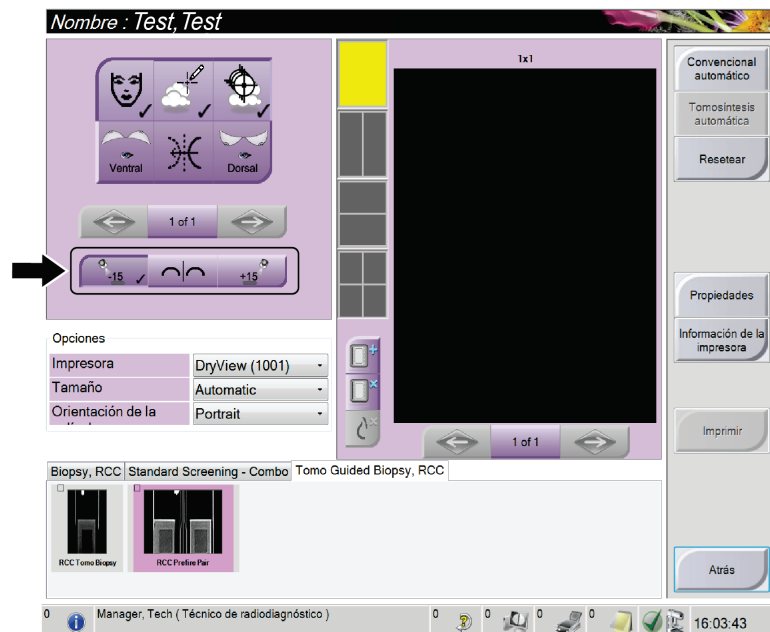 Nombre : Test, Test
Ventral
Dorsal
1 of 1
-15
+15
Opciones
Impresora
DryView (1001)
Tamaño
Automatic
Orientación de la
Portrait
1x1
1 of 1
Convencional
automático
Tomosíntesis
automática
Resetear
Propiedades
Información de la
impresora
Imprimir
Atrás
Biopsy, RCC
Standard Screening - Combo
Tomo Guided Biopsy, RCC
RCC Tomo Biopsy
RCC Prefire Pair
0
Manager, Tech ( Técnico de radiodiagnóstico )
0
0
0
0
16:03:43